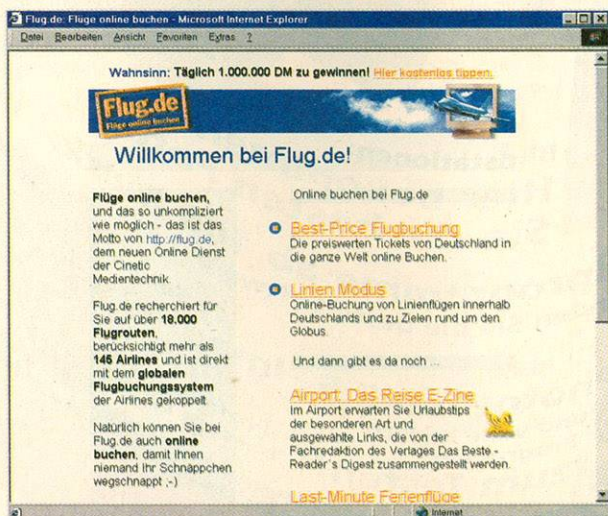 Flug.de: Flüge online buchen - Microsoft Internet Explorer
Datei Bearbeiten Ansicht Favoriten Extras ?
Wahnsinn: Täglich 1.000.000 DM zu gewinnen! Hier kostenlos tippen.
Flug.de
Flüge online buchen
Willkommen bei Flug.de!
Flüge online buchen,
und das so unkompliziert
wie möglich - das ist das
Motto von http://flug.de,
dem neuen Online Dienst
der Cinetic
Medientechnik.
Flug.de recherchiert für
Sie auf über 18.000
Flugrouten,
berücksichtigt mehr als
145 Airlines und ist direkt
mit dem globalen
Flugbuchungssystem
der Airlines gekoppelt
Natürlich können Sie bei
Flug.de auch online
buchen, damit Ihnen
niemand Ihr Schnäppchen
wegschnappt ;-)
Online buchen bei Flug.de
Best-Price Flugbuchung
Die preiswerten Tickets von Deutschland in
die ganze Welt online Buchen.
Linien Modus
Online-Buchung von Linienflügen innerhalb
Deutschlands und zu Zielen rund um den
Globus.
Und dann gibt es da noch ...
Airport: Das Reise E-Zine
Im Airport erwarten Sie Urlaubstips
der besonderen Art und
ausgewählte Links, die von der
Fachredaktion des Verlages Das Beste -
Reader´s Digest zusammengestellt werden.
Last-Minute Ferienflüge
Internet